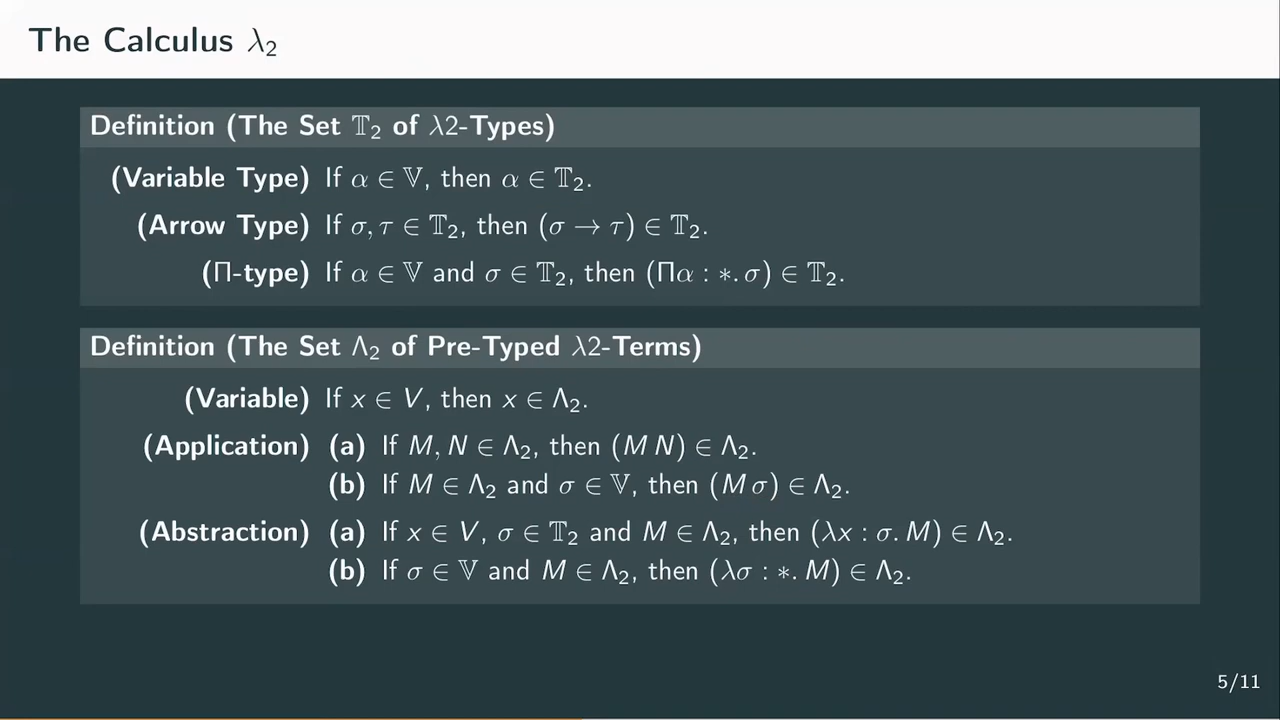 The Calculus λ₂
Definition (The Set 𝕋₂ of λ2-Types)
(Variable Type) If α ∈ 𝕍, then α ∈ 𝕋₂.
(Arrow Type) If σ, τ ∈ 𝕋₂, then (σ → τ) ∈ 𝕋₂.
(Π-type) If α ∈ 𝕍 and σ ∈ 𝕋₂, then (Πα : ∗. σ) ∈ 𝕋₂.
Definition (The Set Λ₂ of Pre-Typed λ2-Terms)
(Variable) If x ∈ V, then x ∈ Λ₂.
(Application) (a) If M, N ∈ Λ₂, then (M N) ∈ Λ₂.
(b) If M ∈ Λ₂ and σ ∈ 𝕍, then (M σ) ∈ Λ₂.
(Abstraction) (a) If x ∈ V, σ ∈ 𝕋₂ and M ∈ Λ₂, then (λx : σ. M) ∈ Λ₂.
(b) If σ ∈ 𝕍 and M ∈ Λ₂, then (λσ : ∗. M) ∈ Λ₂.
5/11